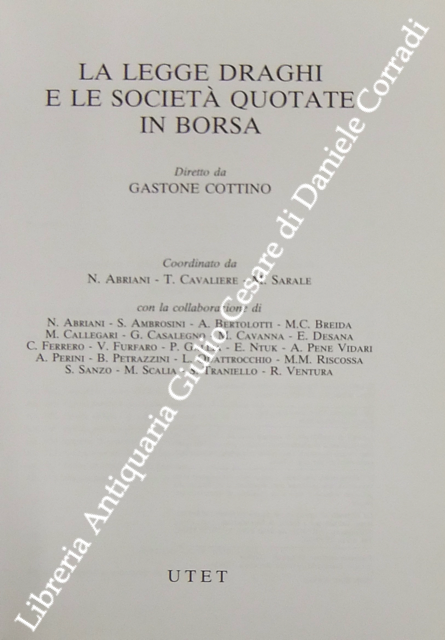 LA LEGGE DRAGHI
E LE SOCIETÀ QUOTATE
IN BORSA
Diretto da
GASTONE COTTINO
Coordinato da
N. ABRIANI - T. CAVALIERE - M. SARALE
con la collaborazione di
N. ABRIANI - S. AMBROSINI - A. BERTOLOTTI - M.C. BREIDA
M. CALLEGARI - G. CASALEGNO - CAVANNA - E. DESANA
C. FERRERO - V. FURFARO - P. - E. NTUK - A. PENE VIDARI
A. PERINI - B. PETRAZZINI - L. QUATTROCCHIO - M.M. RISCOSSA
S. SANZO - M. SCALIA - TRANIELLO - R. VENTURA
UTET
Libreria Antiquaria Giulio Cesare di Daniele Corradi